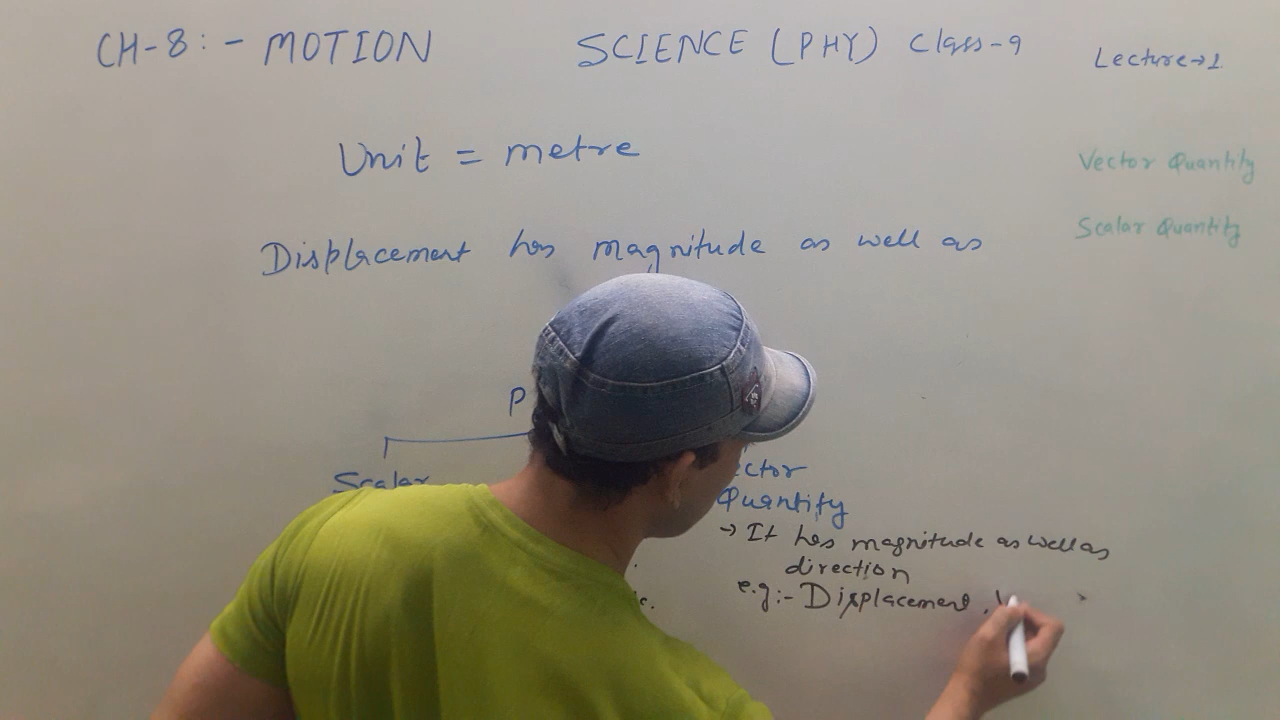 CH-8:- MOTION SCIENCE (PHY) Class-9 Lecture→1
Unit = metre
Vector Quantity
Scalar Quantity
Displacement has magnitude as well as
P
Scalar
ector
Quantity
→ It has magnitude as well as
direction
e.g:- Displacement,